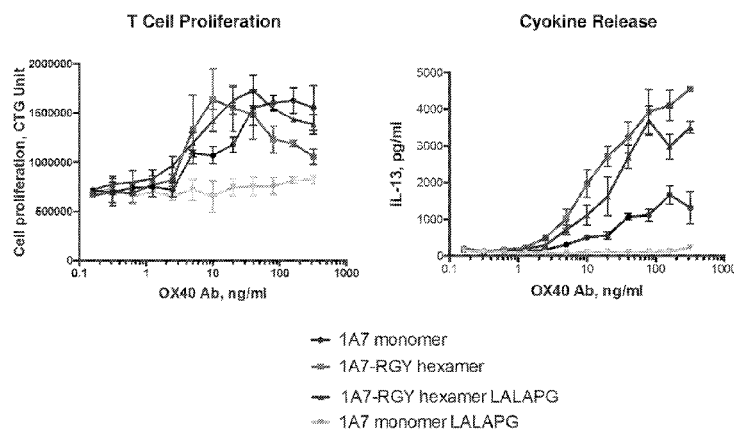 T Cell Proliferation
Cyokine Release
Cell proliferation, CTG Unit
2000000
1500000
1000000
500000
0
0.1
1
10
100
1000
OX40 Ab, ng/ml
IL-13, pg/ml
5000
4000
3000
2000
1000
0
0.1
1
10
100
1000
OX40 Ab, ng/ml
1A7 monomer
1A7-RGY hexamer
1A7-RGY hexamer LALAPG
1A7 monomer LALAPG